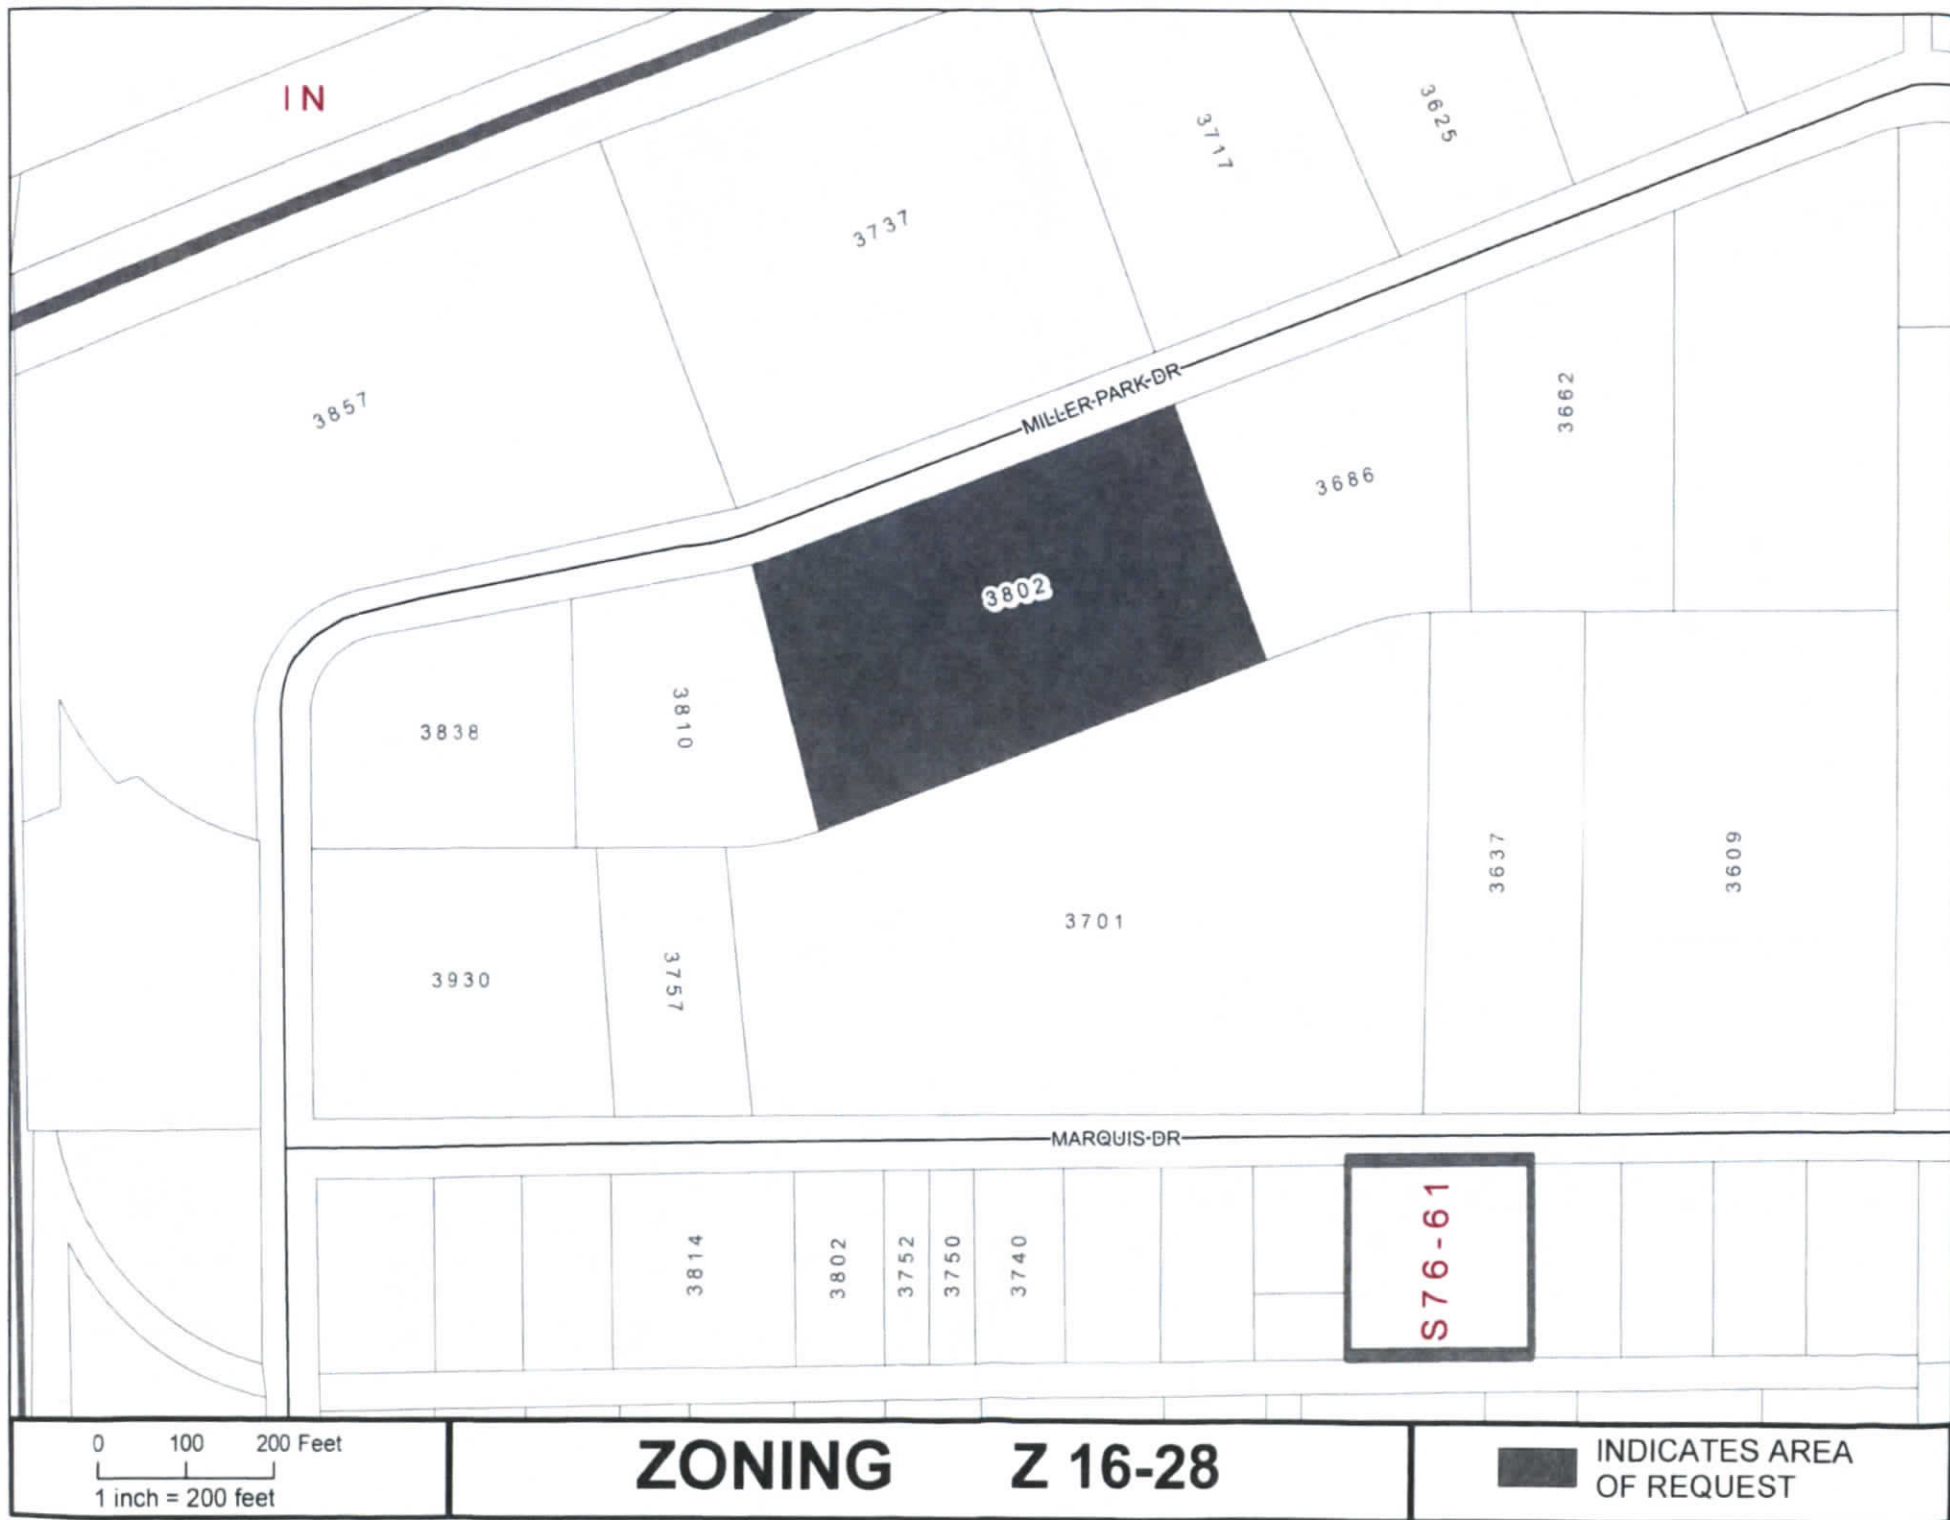 IN
3625
3717
3737
3857
MILLER-PARK-DR
3662
3686
3802
3810
3838
3637
3609
3701
3930
3757
MARQUIS-DR
3814
3802
3752
3750
3740
S76-61
0 100 200 Feet
1 inch = 200 feet
ZONING Z 16-28
INDICATES AREA
OF REQUEST